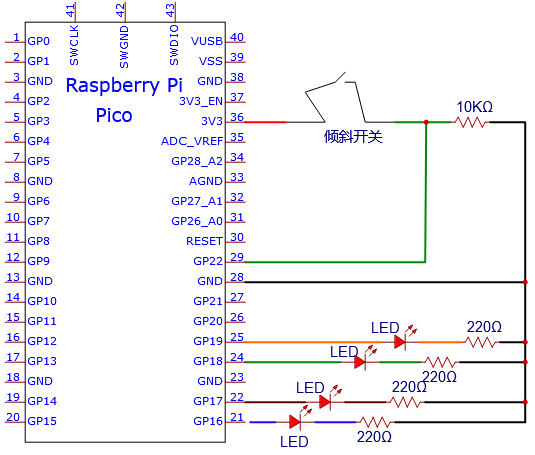 41
42
43
SWCLK
SWGND
SWDIO
Raspberry Pi
Pico
1 GP0 VUSB 40
2 GP1 VSS 39
3 GND GND 38
4 GP2 3V3_EN 37
5 GP3 3V3 36
6 GP4 ADC_VREF 35
7 GP5 GP28_A2 34
8 GND AGND 33
9 GP6 GP27_A1 32
10 GP7 GP26_A0 31
11 GP8 RESET 30
12 GP9 GP22 29
13 GND GND 28
14 GP10 GP21 27
15 GP11 GP20 26
16 GP12 GP19 25
17 GP13 GP18 24
18 GND GND 23
19 GP14 GP17 22
20 GP15 GP16 21
倾斜开关
10KΩ
LED 220Ω
LED 220Ω
LED 220Ω
LED 220Ω